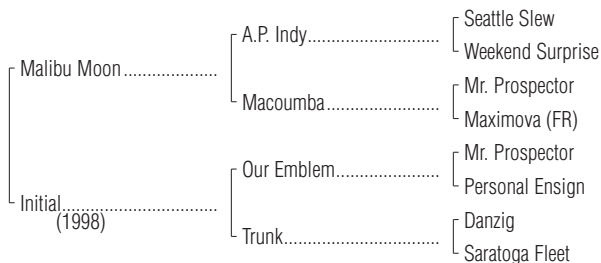 Seattle Slew
A.P. Indy........................
Weekend Surprise
Malibu Moon....................
Mr. Prospector
Macoumba........................
Maximova (FR)
Mr. Prospector
Our Emblem......................
Personal Ensign
Initial...........................
(1998)
Danzig
Trunk.............................
Saratoga Fleet